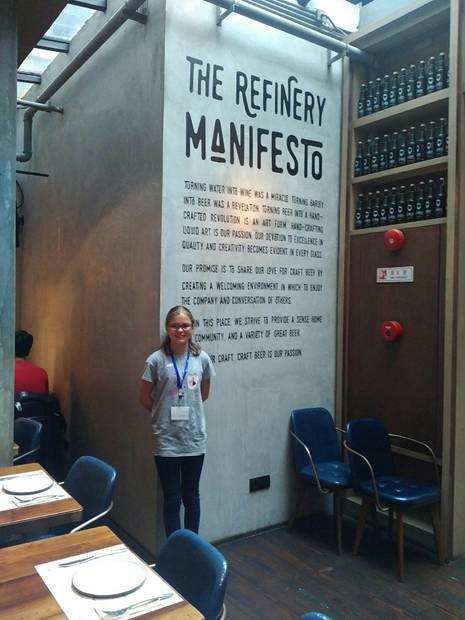 THE REFINERY
MANIFESTO
TURNING WATER INTO WINE WAS A MIRACLE. TURNING BARLEY
INTO BEER WAS A REVELATION. TURNING BEER INTO A HAND-
CRAFTED REVOLUTION IS AN ART FORM. HAND-CRAFTING
LIQUID ART IS OUR PASSION. OUR DEVOTION TO EXCELLENCE IN
QUALITY AND CREATIVITY BECOMES EVIDENT IN EVERY GLASS.
OUR PROMISE IS TO SHARE OUR LOVE FOR CRAFT BEER BY
CREATING A WELCOMING ENVIRONMENT IN WHICH TO ENJOY
THE COMPANY AND CONVERSATION OF OTHERS.
IN THIS PLACE, WE STRIVE TO PROVIDE A SENSE HOME
COMMUNITY, AND A VARIETY OF GREAT BEER.
CRAFT, CRAFT BEER IS OUR PASSION